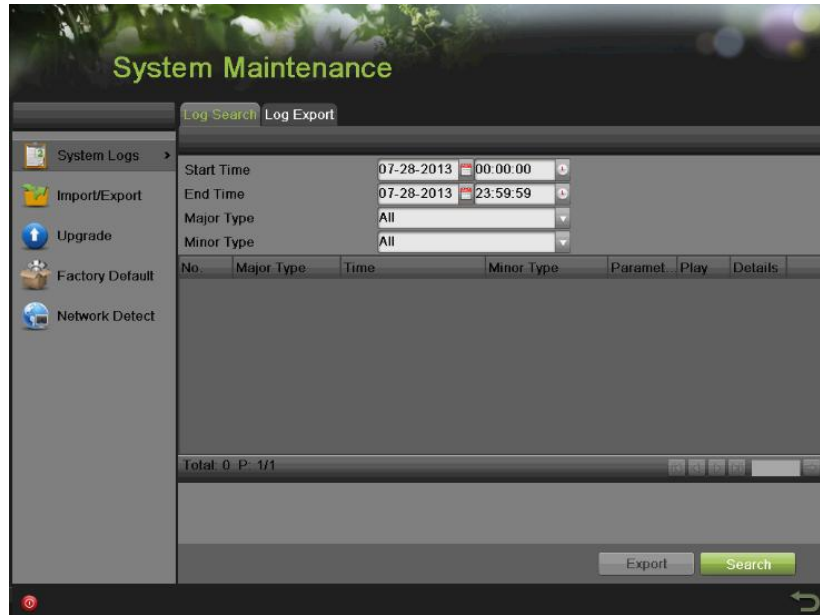 System Maintenance
Log Search Log Export
System Logs
Import/Export
Upgrade
Factory Default
Network Detect
Start Time 07-28-2013 00:00:00
End Time 07-28-2013 23:59:59
Major Type All
Minor Type All
No. Major Type Time Minor Type Paramet... Play Details
Total: 0 P: 1/1
Export Search